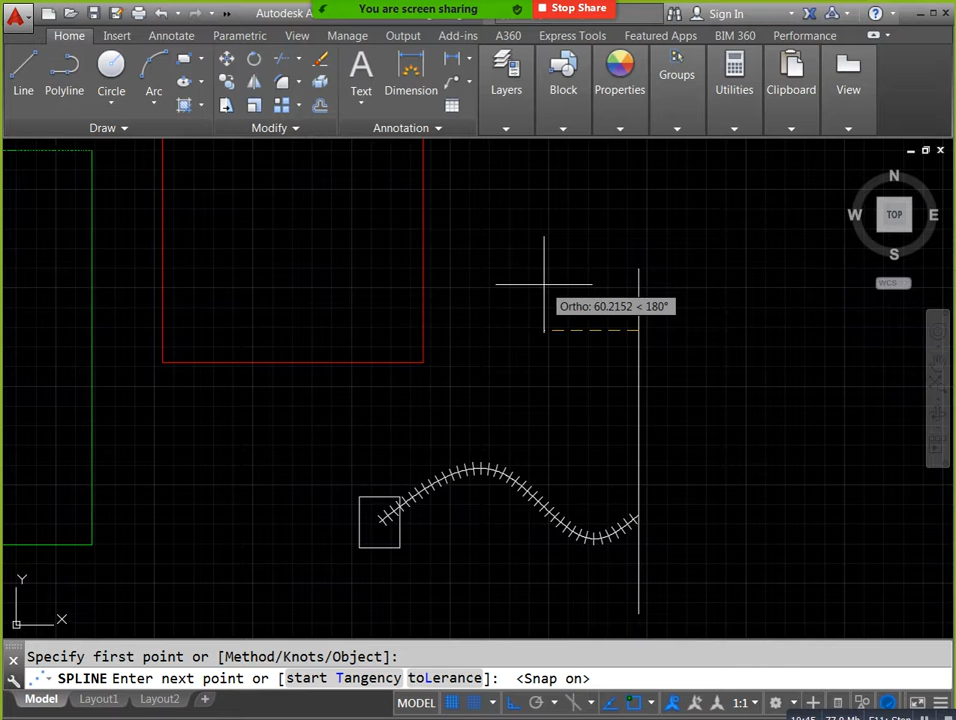 You are screen sharing Stop Share
Autodesk A Sign In
Home Insert Annotate Parametric View Manage Output Add-ins A360 Express Tools Featured Apps BIM 360 Performance
Line Polyline Circle Arc Text Dimension Layers Block Properties Groups Utilities Clipboard View
Draw Modify Annotation
N
W TOP E
S
WCS
Ortho: 60.2152 < 180°
Y
X
Specify first point or [Method/Knots/Object]:
SPLINE Enter next point or [start Tangency toLerance]: <Snap on>
Model Layout1 Layout2 + MODEL 1:1